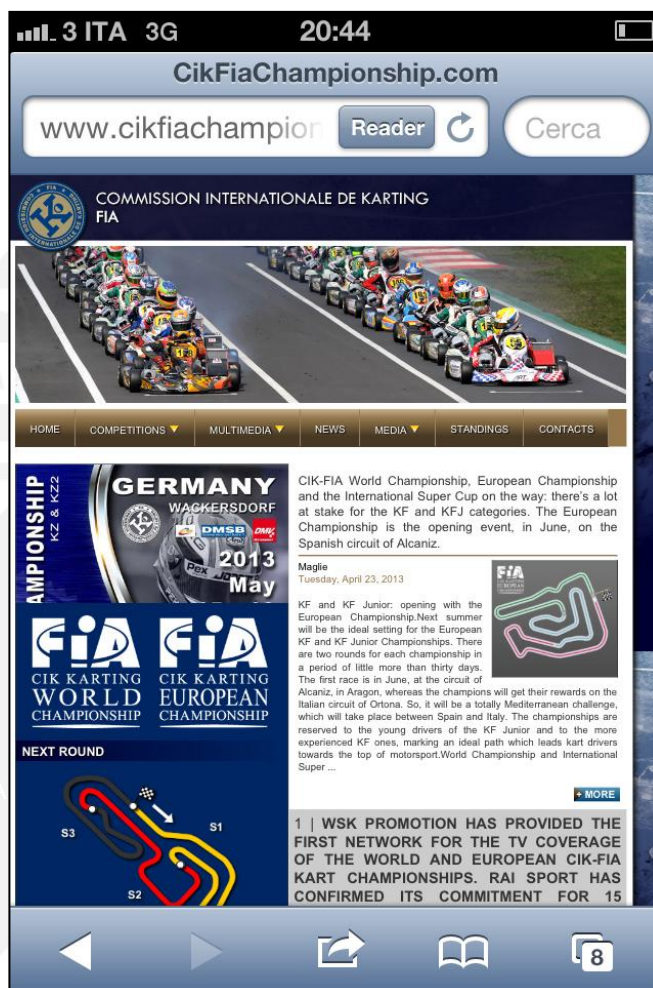 3 ITA 3G 20:44
CikFiaChampionship.com
www.cikfiachampion
Reader
Cerca
COMMISSION INTERNATIONALE DE KARTING
FIA
HOME COMPETITIONS MULTIMEDIA NEWS MEDIA STANDINGS CONTACTS
AMPIONSHIP
KZ & KZ2
GERMANY
WACKERSDORF
DMSB
DMV
2013
May
FiA
CIK KARTING
WORLD
CHAMPIONSHIP
FiA
CIK KARTING
EUROPEAN
CHAMPIONSHIP
NEXT ROUND
S3
S1
S2
CIK-FIA World Championship, European Championship
and the International Super Cup on the way: there's a lot
at stake for the KF and KFJ categories. The European
Championship is the opening event, in June, on the
Spanish circuit of Alcaniz.
Maglie
Tuesday, April 23, 2013
KF and KF Junior: opening with the
European Championship.Next summer
will be the ideal setting for the European
KF and KF Junior Championships. There
are two rounds for each championship in
a period of little more than thirty days.
The first race is in June, at the circuit of
Alcaniz, in Aragon, whereas the champions will get their rewards on the
Italian circuit of Ortona. So, it will be a totally Mediterranean challenge,
which will take place between Spain and Italy. The championships are
reserved to the young drivers of the KF Junior and to the more
experienced KF ones, marking an ideal path which leads kart drivers
towards the top of motorsport.World Championship and International
Super ...
+ MORE
1 | WSK PROMOTION HAS PROVIDED THE
FIRST NETWORK FOR THE TV COVERAGE
OF THE WORLD AND EUROPEAN CIK-FIA
KART CHAMPIONSHIPS. RAI SPORT HAS
CONFIRMED ITS COMMITMENT FOR 15
8